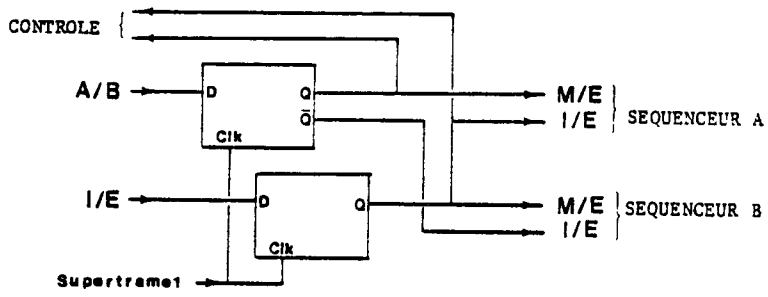 CONTROLE {
A/B D Q M/E
Q̅ I/E } SEQUENCEUR A
Clk
I/E D Q M/E } SEQUENCEUR B
I/E
Clk
Supertrame1